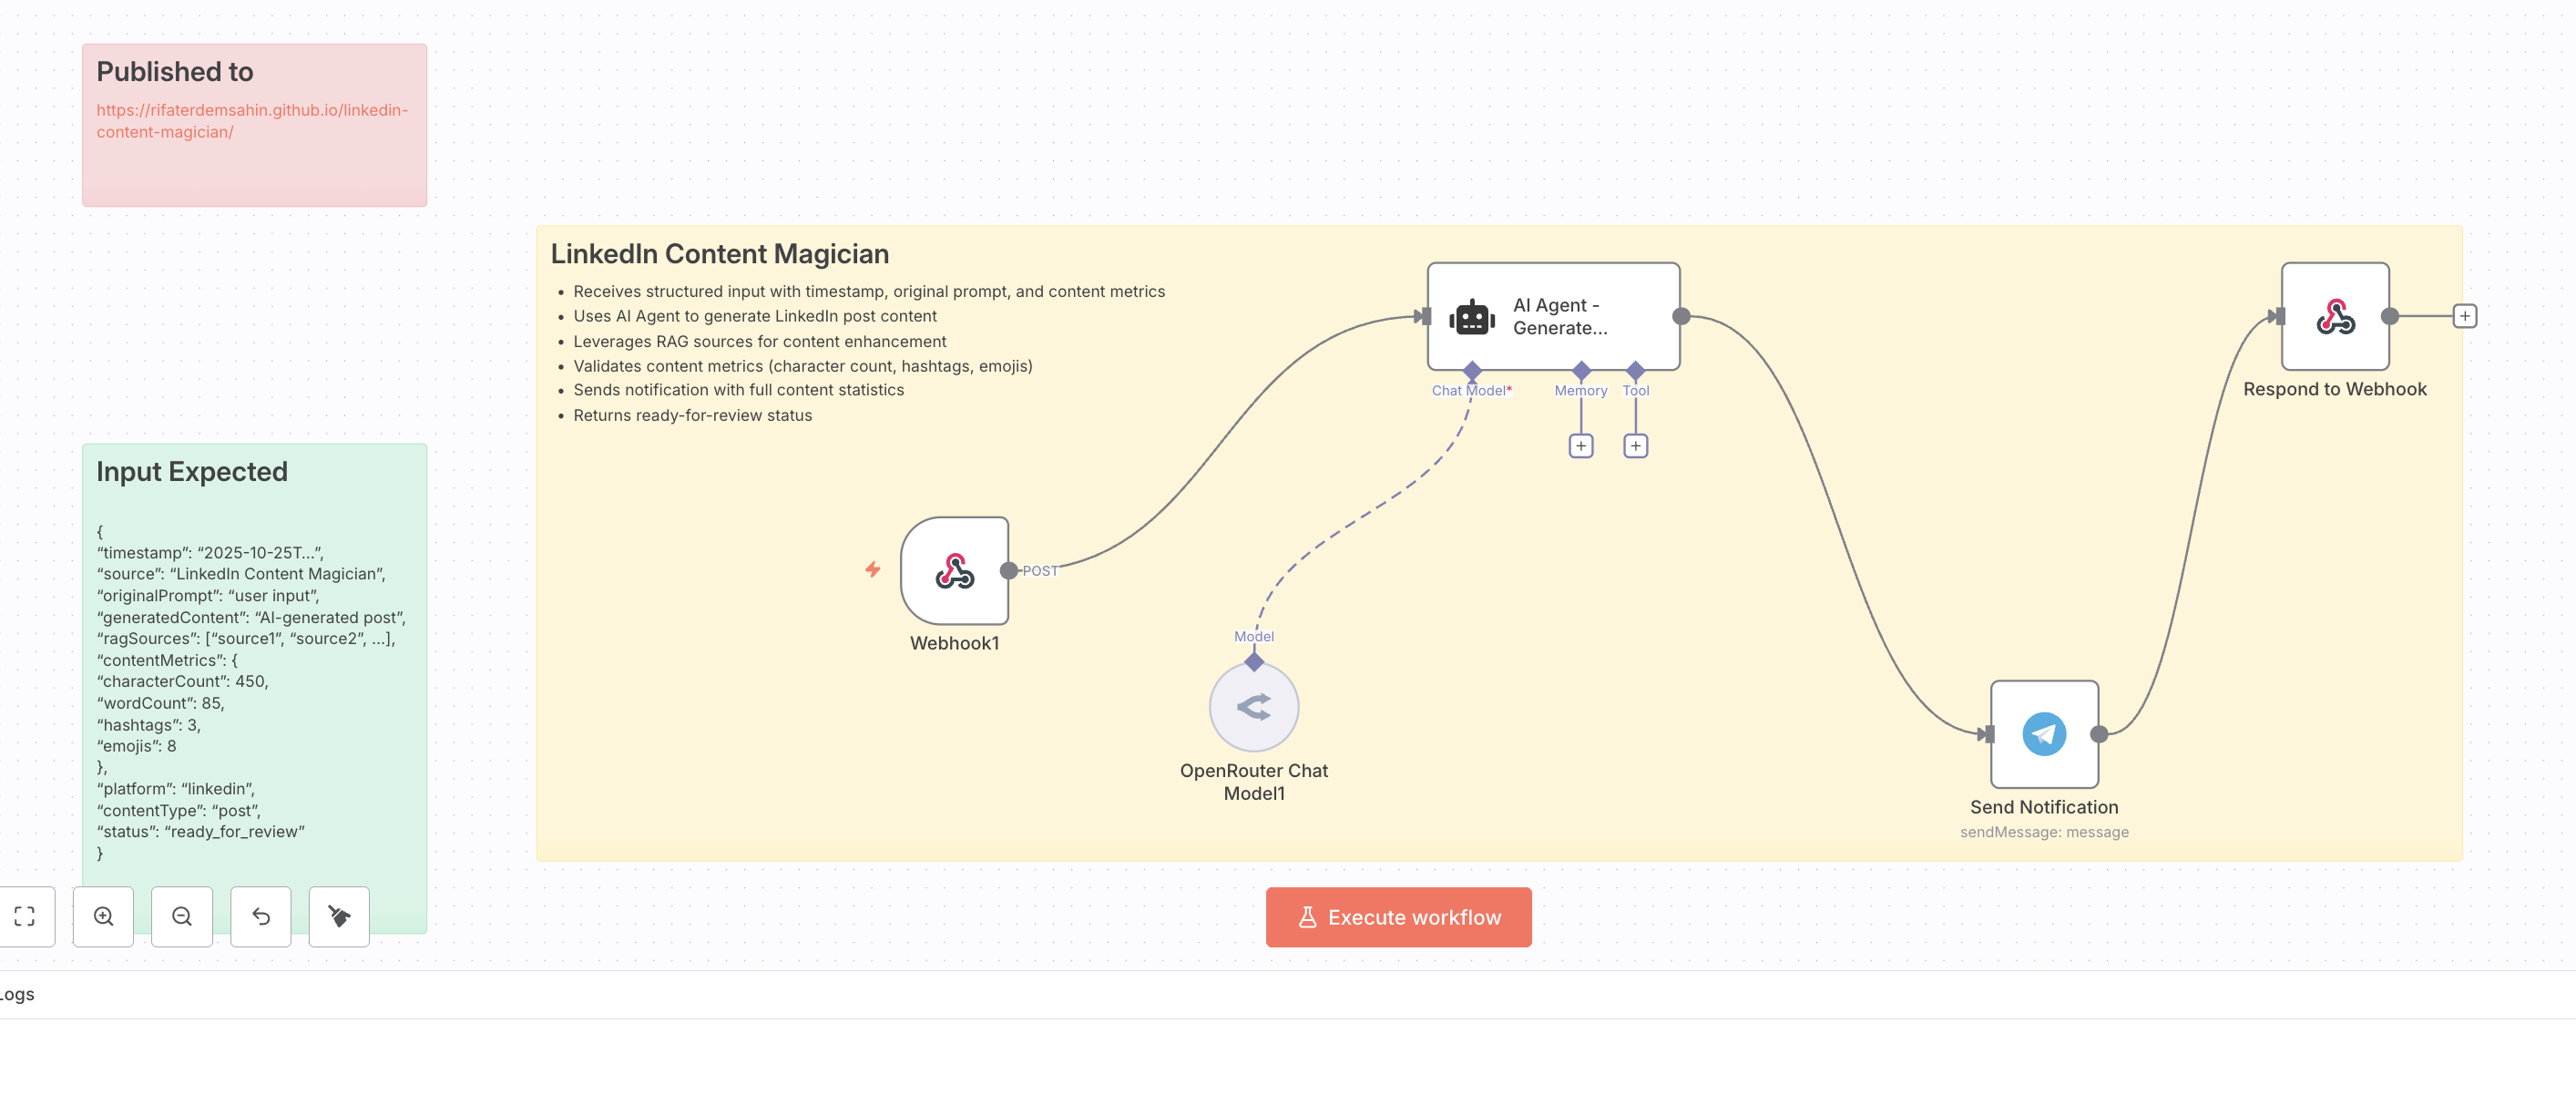 Published to
https://rifaterdemsahin.github.io/linkedin-
content-magician/
Input Expected
{
“timestamp”: “2025-10-25T…”,
“source”: “LinkedIn Content Magician”,
“originalPrompt”: “user input”,
“generatedContent”: “AI-generated post”,
“ragSources”: [“source1”, “source2”, …],
“contentMetrics”: {
“characterCount”: 450,
“wordCount”: 85,
“hashtags”: 3,
“emojis”: 8
},
“platform”: “linkedin”,
“contentType”: “post”,
“status”: “ready_for_review”
}
LinkedIn Content Magician
• Receives structured input with timestamp, original prompt, and content metrics
• Uses AI Agent to generate LinkedIn post content
• Leverages RAG sources for content enhancement
• Validates content metrics (character count, hashtags, emojis)
• Sends notification with full content statistics
• Returns ready-for-review status
POST
Webhook1
AI Agent -
Generate...
Chat Model*
Memory
Tool
Model
OpenRouter Chat
Model1
Send Notification
sendMessage: message
Respond to Webhook
Execute workflow
Logs